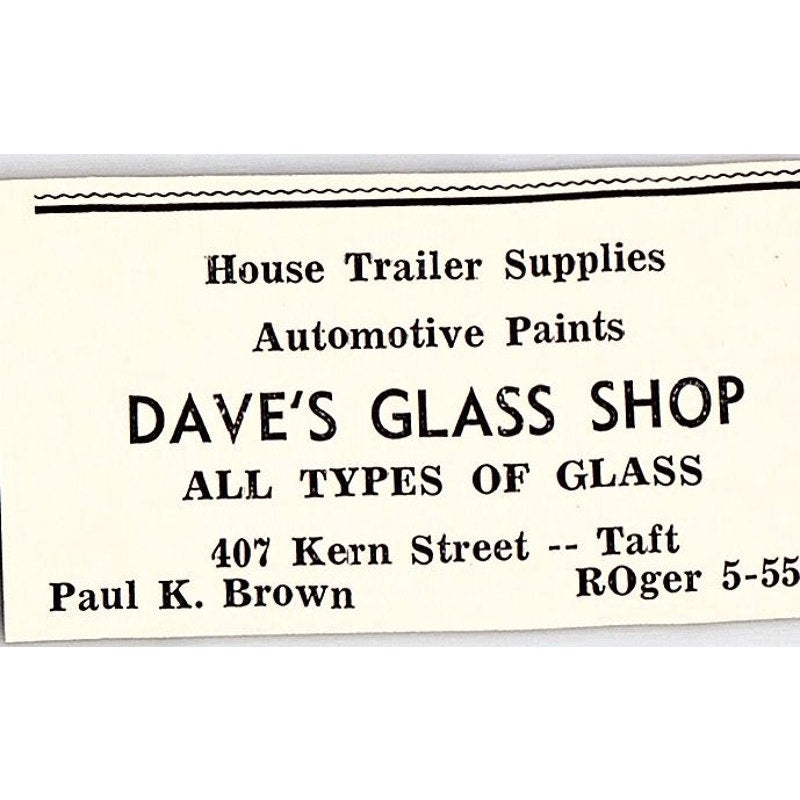 House Trailer Supplies
Automotive Paints
DAVE'S GLASS SHOP
ALL TYPES OF GLASS
407 Kern Street -- Taft
Paul K. Brown ROger 5-55